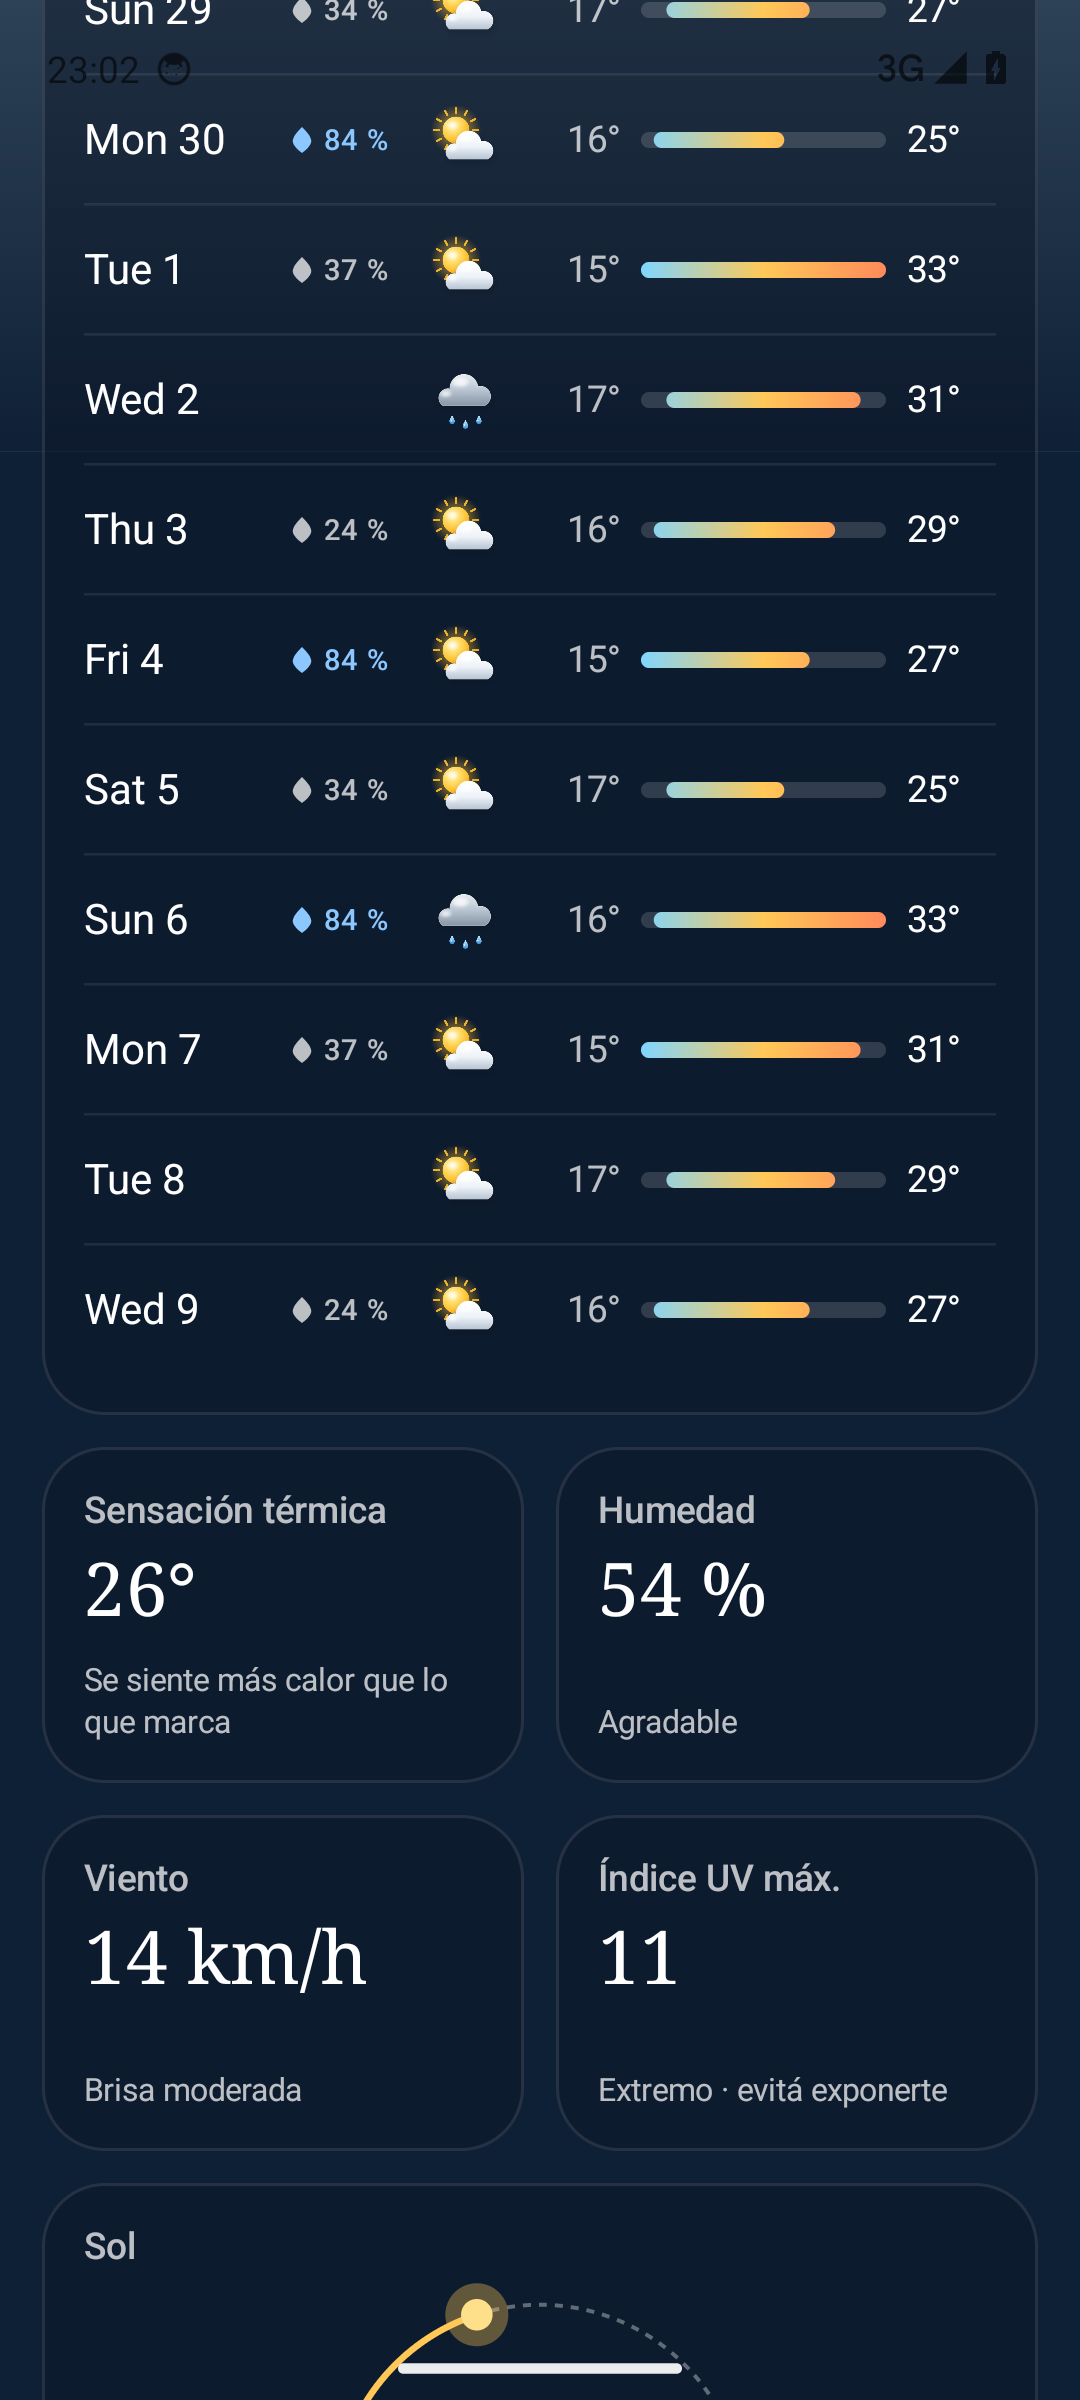 Sun 29 34 % 17° 27°
23:02 3G
Mon 30 84 % 16° 25°
Tue 1 37 % 15° 33°
Wed 2 17° 31°
Thu 3 24 % 16° 29°
Fri 4 84 % 15° 27°
Sat 5 34 % 17° 25°
Sun 6 84 % 16° 33°
Mon 7 37 % 15° 31°
Tue 8 17° 29°
Wed 9 24 % 16° 27°
Sensación térmica
26°
Se siente más calor que lo
que marca
Humedad
54 %
Agradable
Viento
14 km/h
Brisa moderada
Índice UV máx.
11
Extremo · evitá exponerte
Sol